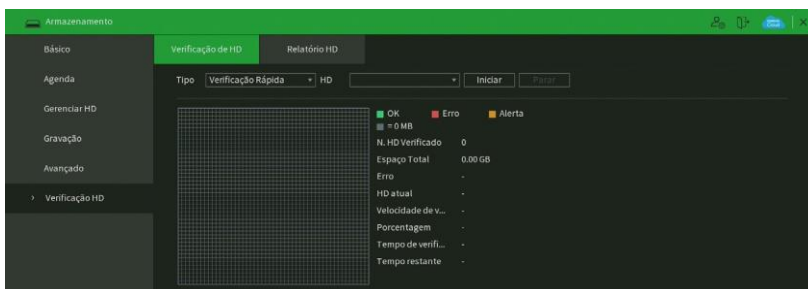 Armazenamento
Básico
Agenda
Gerenciar HD
Gravação
Avançado
> Verificação HD
Verificação de HD Relatório HD
Tipo Verificação Rápida HD Iniciar Parar
OK Erro Alerta
= 0 MB
N. HD Verificado 0
Espaço Total 0.00 GB
Erro -
HD atual -
Velocidade de v... -
Porcentagem -
Tempo de verifi... -
Tempo restante -